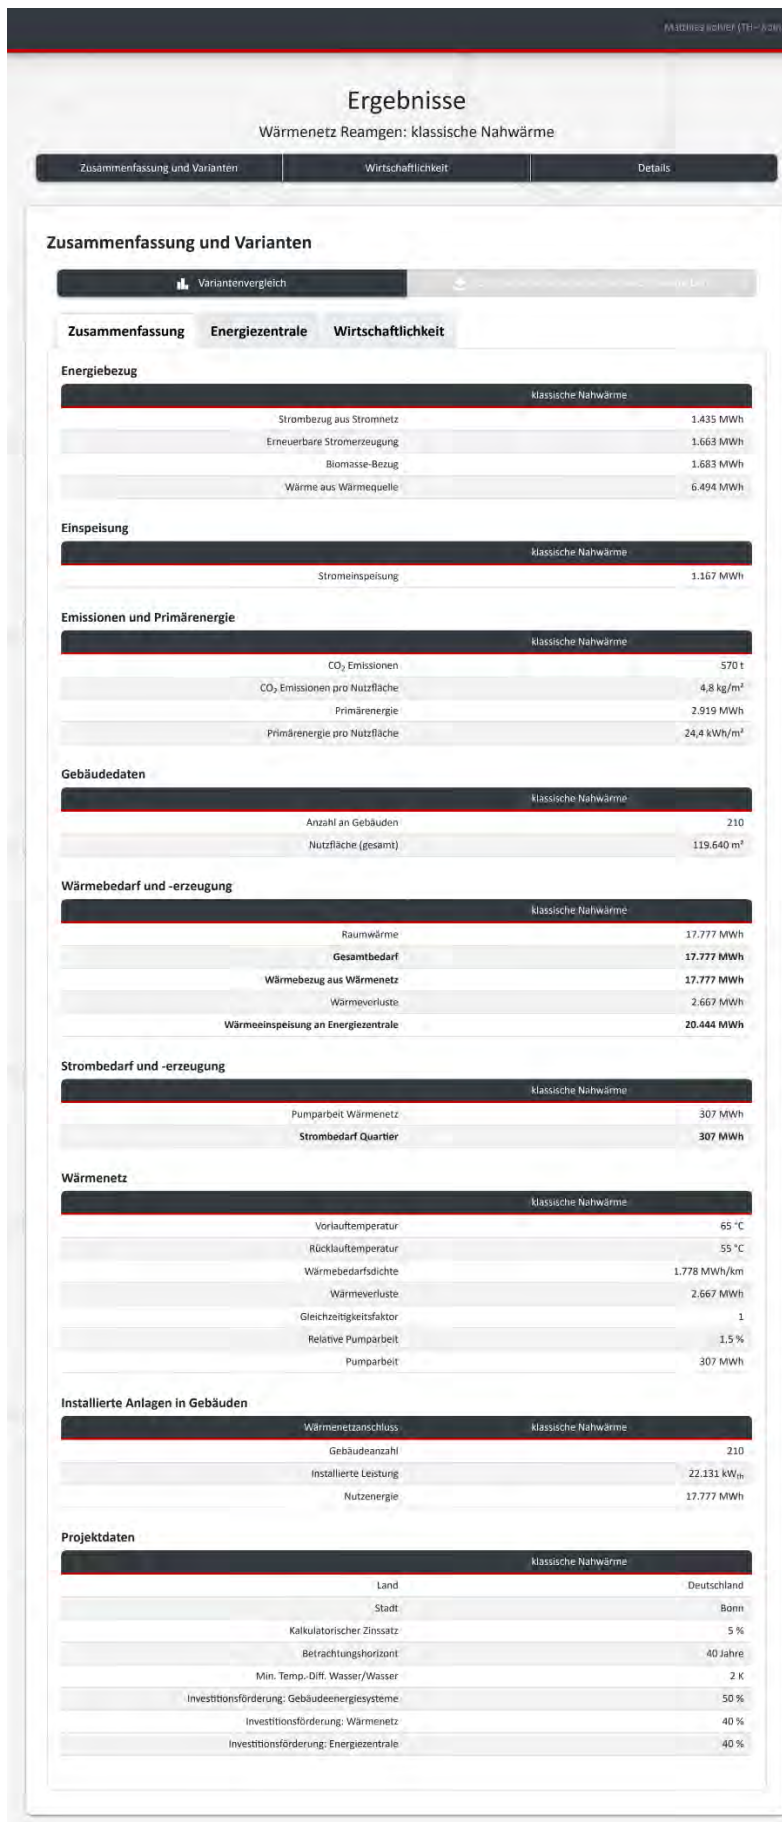 Ergebnisse
Wärmenetz Reamgen: klassische Nahwärme
Zusammenfassung und Varianten Wirtschaftlichkeit Details
Zusammenfassung und Varianten
Variantenvergleich
Zusammenfassung Energiezentrale Wirtschaftlichkeit
Energiebezug
klassische Nahwärme
Strombezug aus Stromnetz 1.435 MWh
Erneuerbare Stromerzeugung 1.663 MWh
Biomasse-Bezug 1.683 MWh
Wärme aus Wärmequelle 6.494 MWh
Einspeisung
klassische Nahwärme
Stromeinspeisung 1.167 MWh
Emissionen und Primärenergie
klassische Nahwärme
CO₂ Emissionen 570 t
CO₂ Emissionen pro Nutzfläche 4,8 kg/m²
Primärenergie 2.919 MWh
Primärenergie pro Nutzfläche 24,4 kWh/m²
Gebäudedaten
klassische Nahwärme
Anzahl an Gebäuden 210
Nutzfläche (gesamt) 119.640 m²
Wärmebedarf und -erzeugung
klassische Nahwärme
Raumwärme 17.777 MWh
Gesamtbedarf 17.777 MWh
Wärmebezug aus Wärmenetz 17.777 MWh
Wärmeverluste 2.667 MWh
Wärmeeinspeisung an Energiezentrale 20.444 MWh
Strombedarf und -erzeugung
klassische Nahwärme
Pumparbeit Wärmenetz 307 MWh
Strombedarf Quartier 307 MWh
Wärmenetz
klassische Nahwärme
Vorlauftemperatur 65 °C
Rücklauftemperatur 55 °C
Wärmebedarfsdichte 1.778 MWh/km
Wärmeverluste 2.667 MWh
Gleichzeitigkeitsfaktor 1
Relative Pumparbeit 1,5 %
Pumparbeit 307 MWh
Installierte Anlagen in Gebäuden
Wärmenetzanschluss klassische Nahwärme
Gebäudeanzahl 210
Installierte Leistung 22.131 kWth
Nutzenergie 17.777 MWh
Projektdaten
klassische Nahwärme
Land Deutschland
Stadt Bonn
Kalkulatorischer Zinssatz 5 %
Betrachtungshorizont 40 Jahre
Min. Temp.-Diff. Wasser/Wasser 2 K
Investitionsförderung: Gebäudeenergiesysteme 50 %
Investitionsförderung: Wärmenetz 40 %
Investitionsförderung: Energiezentrale 40 %